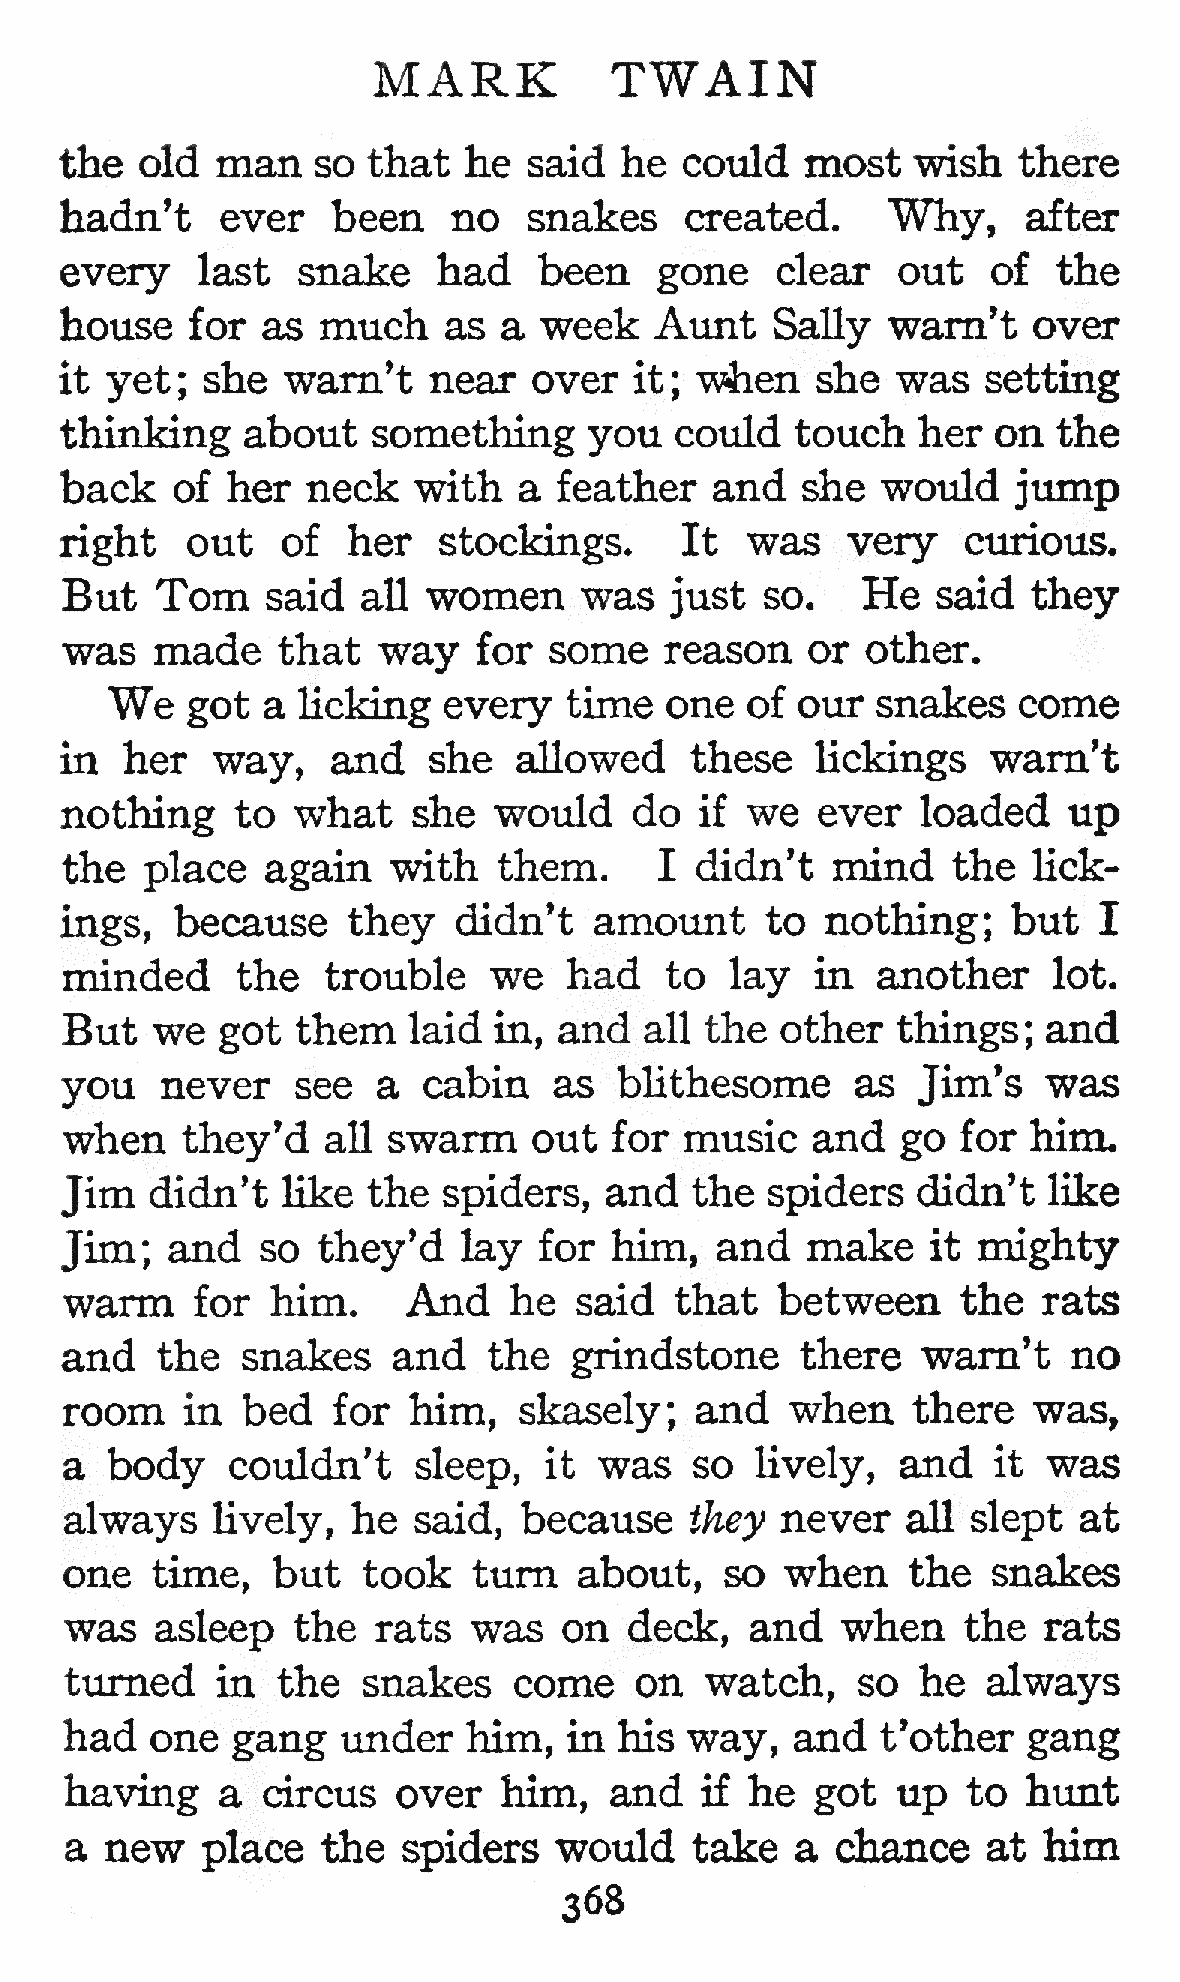 MARK TWAIN
the old man so that he said he could most wish there
hadn't ever been no snakes created. Why, after
every last snake had been gone clear out of the
house for as much as a week Aunt Sally warn't over
it yet; she warn't near over it; when she was setting
thinking about something you could touch her on the
back of her neck with a feather and she would jump
right out of her stockings. It was very curious.
But Tom said all women was just so. He said they
was made that way for some reason or other.
We got a licking every time one of our snakes come
in her way, and she allowed these lickings warn't
nothing to what she would do if we ever loaded up
the place again with them. I didn't mind the lick-
ings, because they didn't amount to nothing; but I
minded the trouble we had to lay in another lot.
But we got them laid in, and all the other things; and
you never see a cabin as blithesome as Jim's was
when they'd all swarm out for music and go for him.
Jim didn't like the spiders, and the spiders didn't like
Jim; and so they'd lay for him, and make it mighty
warm for him. And he said that between the rats
and the snakes and the grindstone there warn't no
room in bed for him, skasely; and when there was,
a body couldn't sleep, it was so lively, and it was
always lively, he said, because they never all slept at
one time, but took turn about, so when the snakes
was asleep the rats was on deck, and when the rats
turned in the snakes come on watch, so he always
had one gang under him, in his way, and t'other gang
having a circus over him, and if he got up to hunt
a new place the spiders would take a chance at him
368